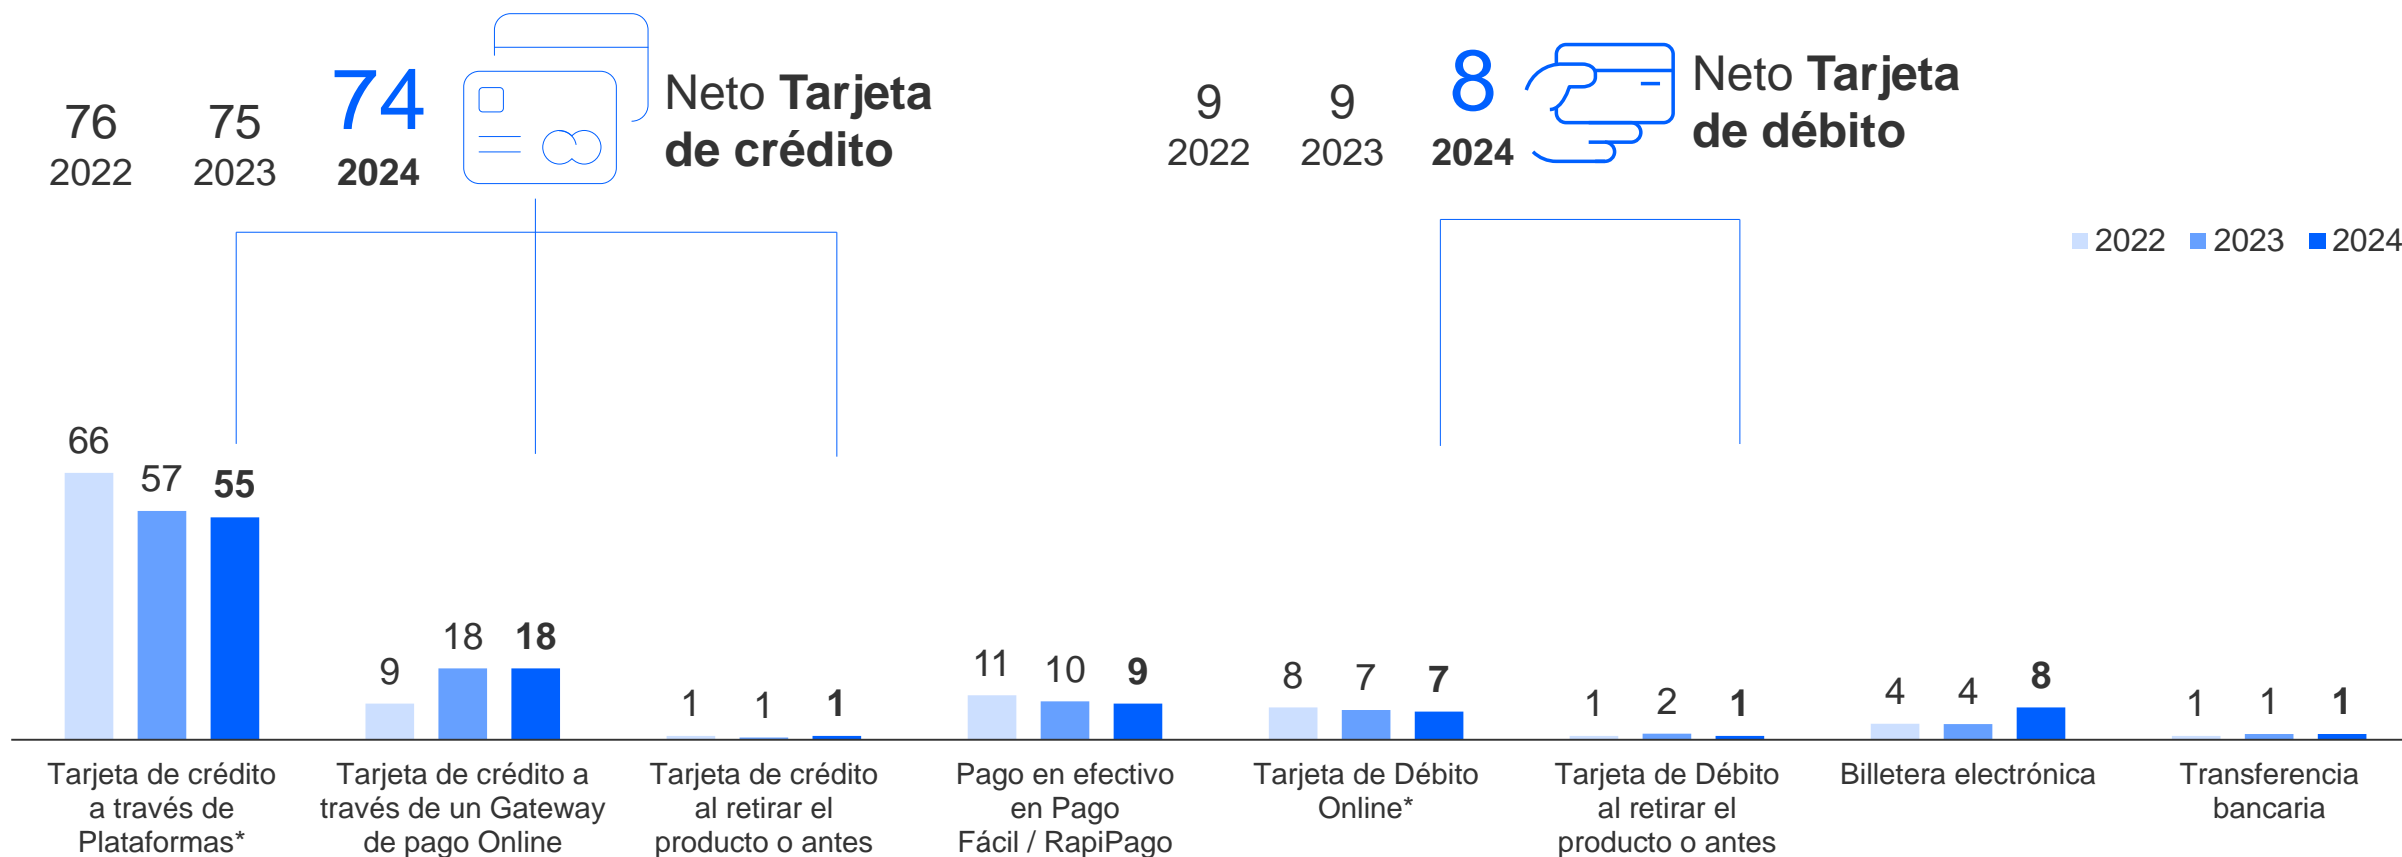 76
2022
75
2023
74
2024
Neto Tarjeta
de crédito
9
2022
9
2023
8
2024
Neto Tarjeta
de débito
2022 2023 2024
66 57 55
9 18 18
1 1 1
11 10 9
8 7 7
1 2 1
4 4 8
1 1 1
Tarjeta de crédito
a través de
Plataformas*
Tarjeta de crédito a
través de un Gateway
de pago Online
Tarjeta de crédito
al retirar el
producto o antes
Pago en efectivo
en Pago
Fácil / RapiPago
Tarjeta de Débito
Online*
Tarjeta de Débito
al retirar el
producto o antes
Billetera electrónica
Transferencia
bancaria